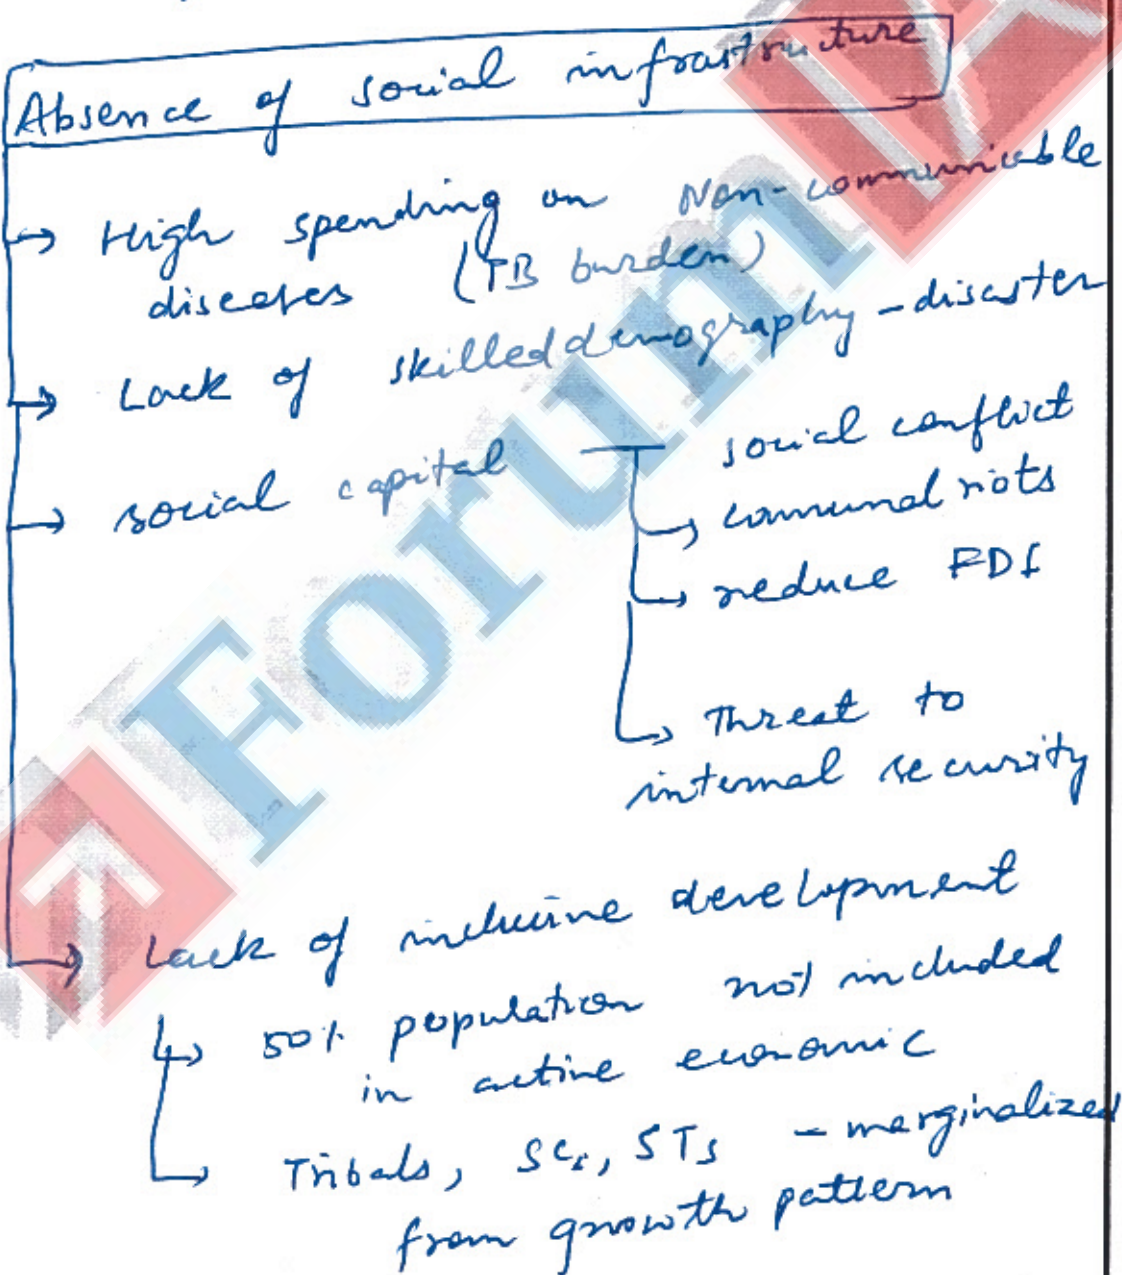 Absence of social infrastructure
→ High spending on Non-communicable
diseases (TB burden)
→ Lack of skilled demography - disaster
→ social capital → social conflict
→ communal riots
→ reduce FDI
→ Threat to
internal security
→ Lack of inclusive development
↳ 50% population not included
in active economic
↳ Tribals, SCs, STs - marginalized
from growth pattern
ForumIA